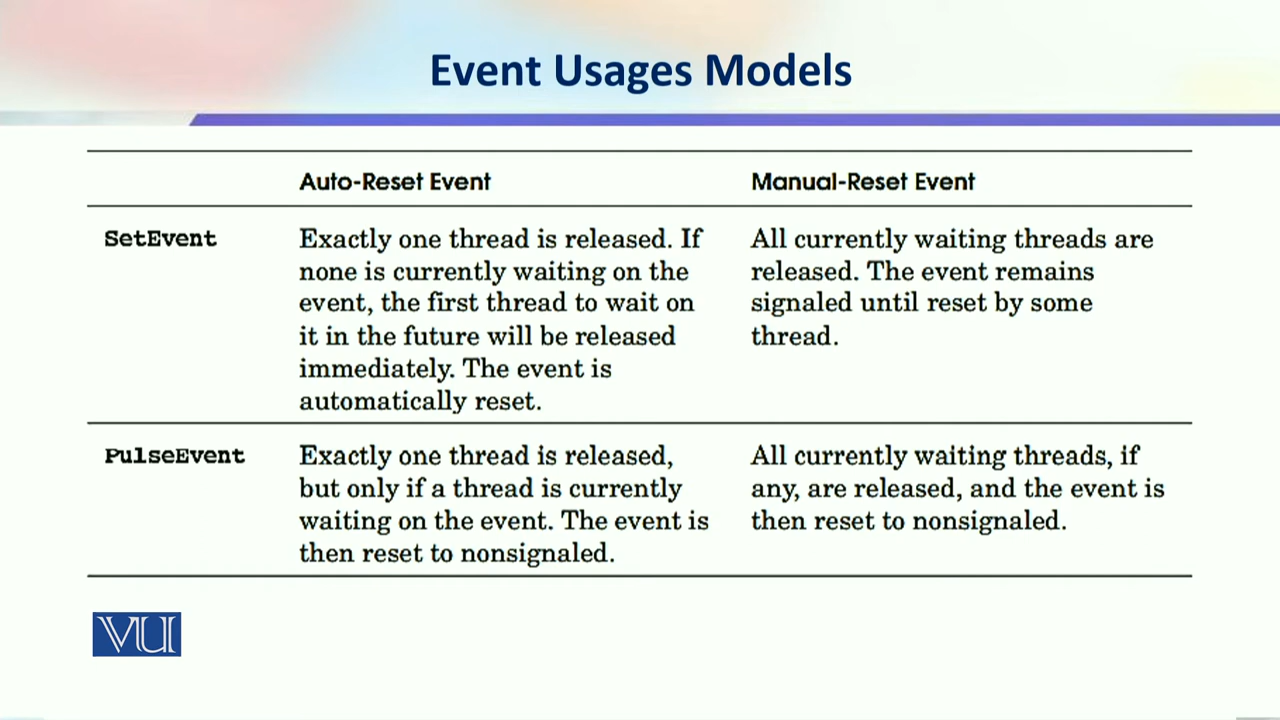 Event Usages Models
Auto-Reset Event
Manual-Reset Event
SetEvent
Exactly one thread is released. If
none is currently waiting on the
event, the first thread to wait on
it in the future will be released
immediately. The event is
automatically reset.
All currently waiting threads are
released. The event remains
signaled until reset by some
thread.
PulseEvent
Exactly one thread is released,
but only if a thread is currently
waiting on the event. The event is
then reset to nonsignaled.
All currently waiting threads, if
any, are released, and the event is
then reset to nonsignaled.
VU